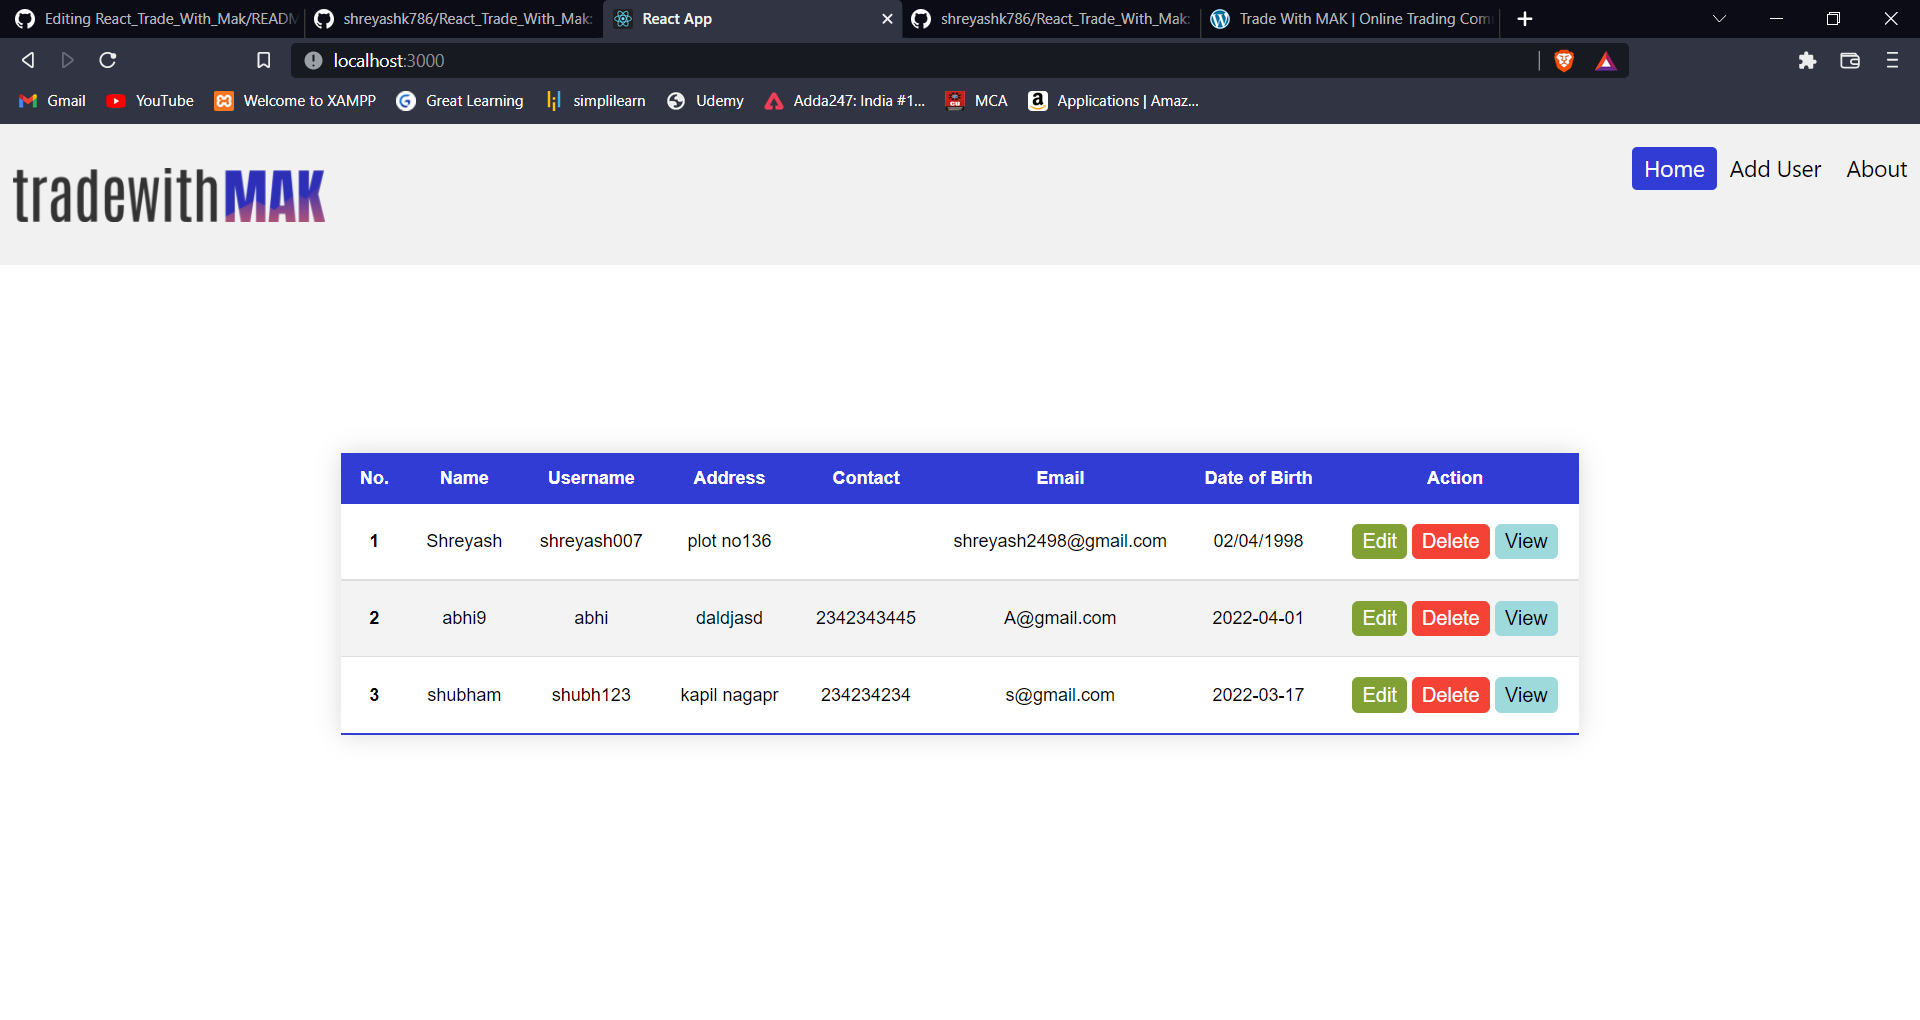 Editing React_Trade_With_Mak/READM
shreyashk786/React_Trade_With_Mak:
React App
shreyashk786/React_Trade_With_Mak:
Trade With MAK | Online Trading Com
localhost:3000
Gmail
YouTube
Welcome to XAMPP
Great Learning
simplilearn
Udemy
Adda247: India #1...
MCA
Applications | Amaz...
tradewithMAK
Home Add User About
No. Name Username Address Contact Email Date of Birth Action
1 Shreyash shreyash007 plot no136 shreyash2498@gmail.com 02/04/1998 Edit Delete View
2 abhi9 abhi daldjasd 2342343445 A@gmail.com 2022-04-01 Edit Delete View
3 shubham shubh123 kapil nagapr 234234234 s@gmail.com 2022-03-17 Edit Delete View